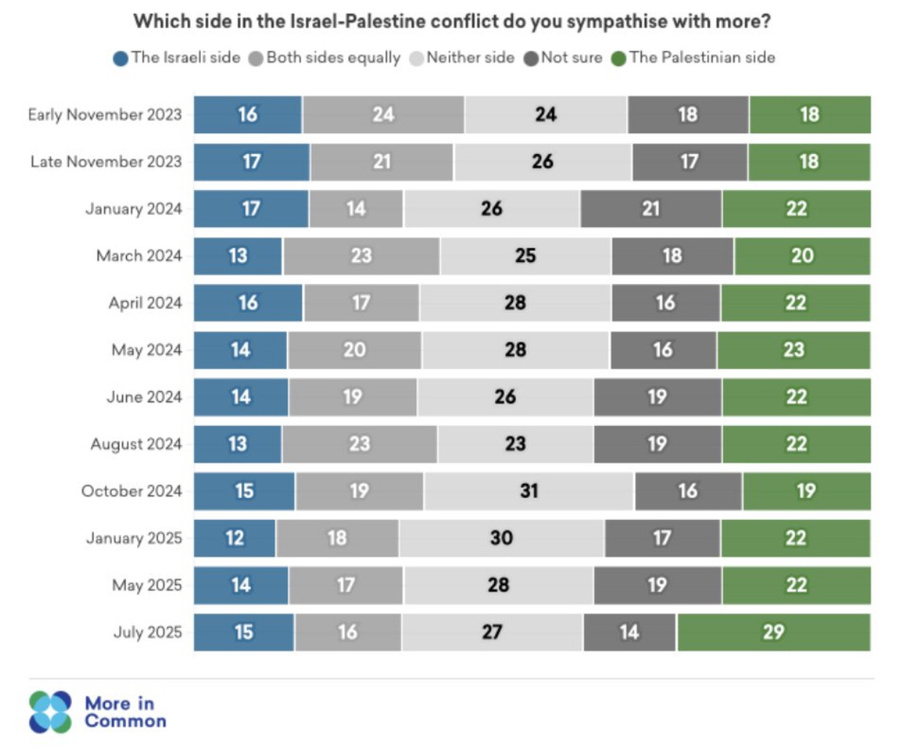 Which side in the Israel-Palestine conflict do you sympathise with more?
The Israeli side Both sides equally Neither side Not sure The Palestinian side
Early November 2023 16 24 24 18 18
Late November 2023 17 21 26 17 18
January 2024 17 14 26 21 22
March 2024 13 23 25 18 20
April 2024 16 17 28 16 22
May 2024 14 20 28 16 23
June 2024 14 19 26 19 22
August 2024 13 23 23 19 22
October 2024 15 19 31 16 19
January 2025 12 18 30 17 22
May 2025 14 17 28 19 22
July 2025 15 16 27 14 29
More in
Common